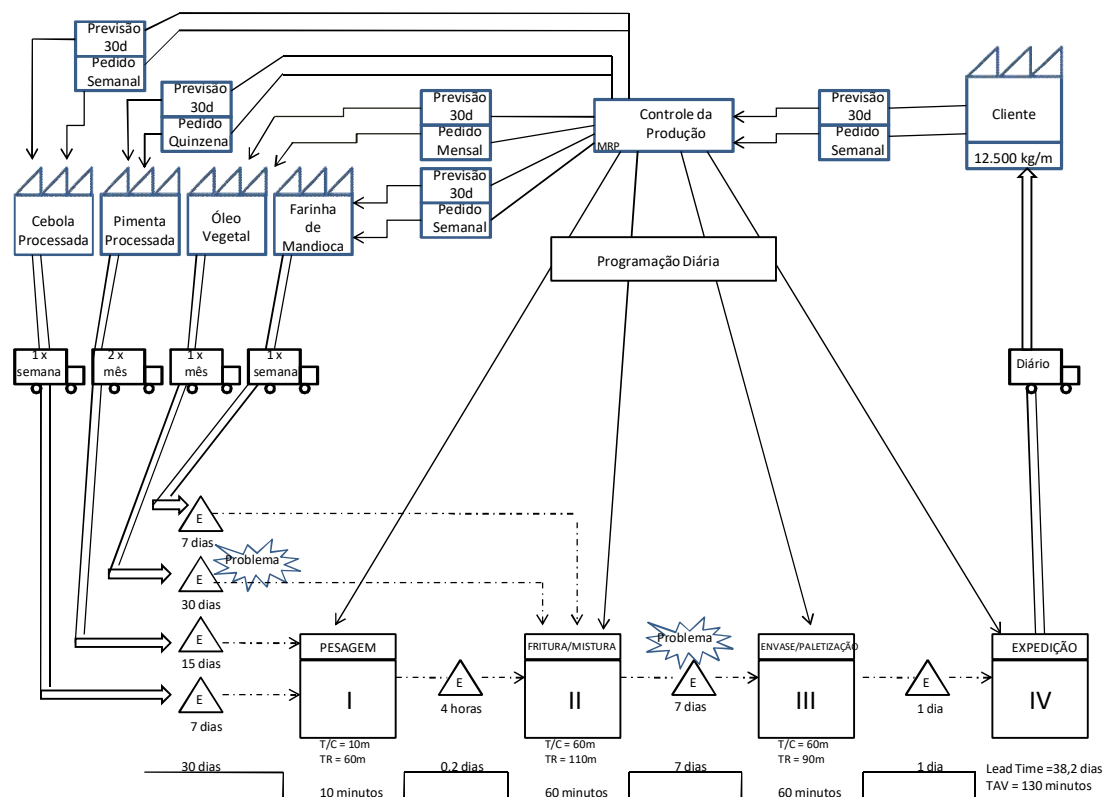 Previsão
30d
Pedido
Semanal
Previsão
30d
Pedido
Quinzena
Previsão
30d
Pedido
Mensal
Previsão
30d
Pedido
Semanal
Controle da
Produção
MRP
Previsão
30d
Pedido
Semanal
Cliente
12.500 kg/m
Cebola
Processada
Pimenta
Processada
Óleo
Vegetal
Farinha
de
Mandioca
Programação Diária
1 x
semana
2 x
mês
1 x
mês
1 x
semana
Diário
E
7 dias
Problema
E
30 dias
E
15 dias
E
7 dias
PESAGEM
I
T/C = 10m
TR = 60m
E
4 horas
FRITURA/MISTURA
II
T/C = 60m
TR = 110m
Problema
E
7 dias
ENVASE/PALETIZAÇÃO
III
T/C = 60m
TR = 90m
E
1 dia
EXPEDIÇÃO
IV
30 dias
10 minutos
0,2 dias
60 minutos
7 dias
60 minutos
1 dia
Lead Time =38,2 dias
TAV = 130 minutos